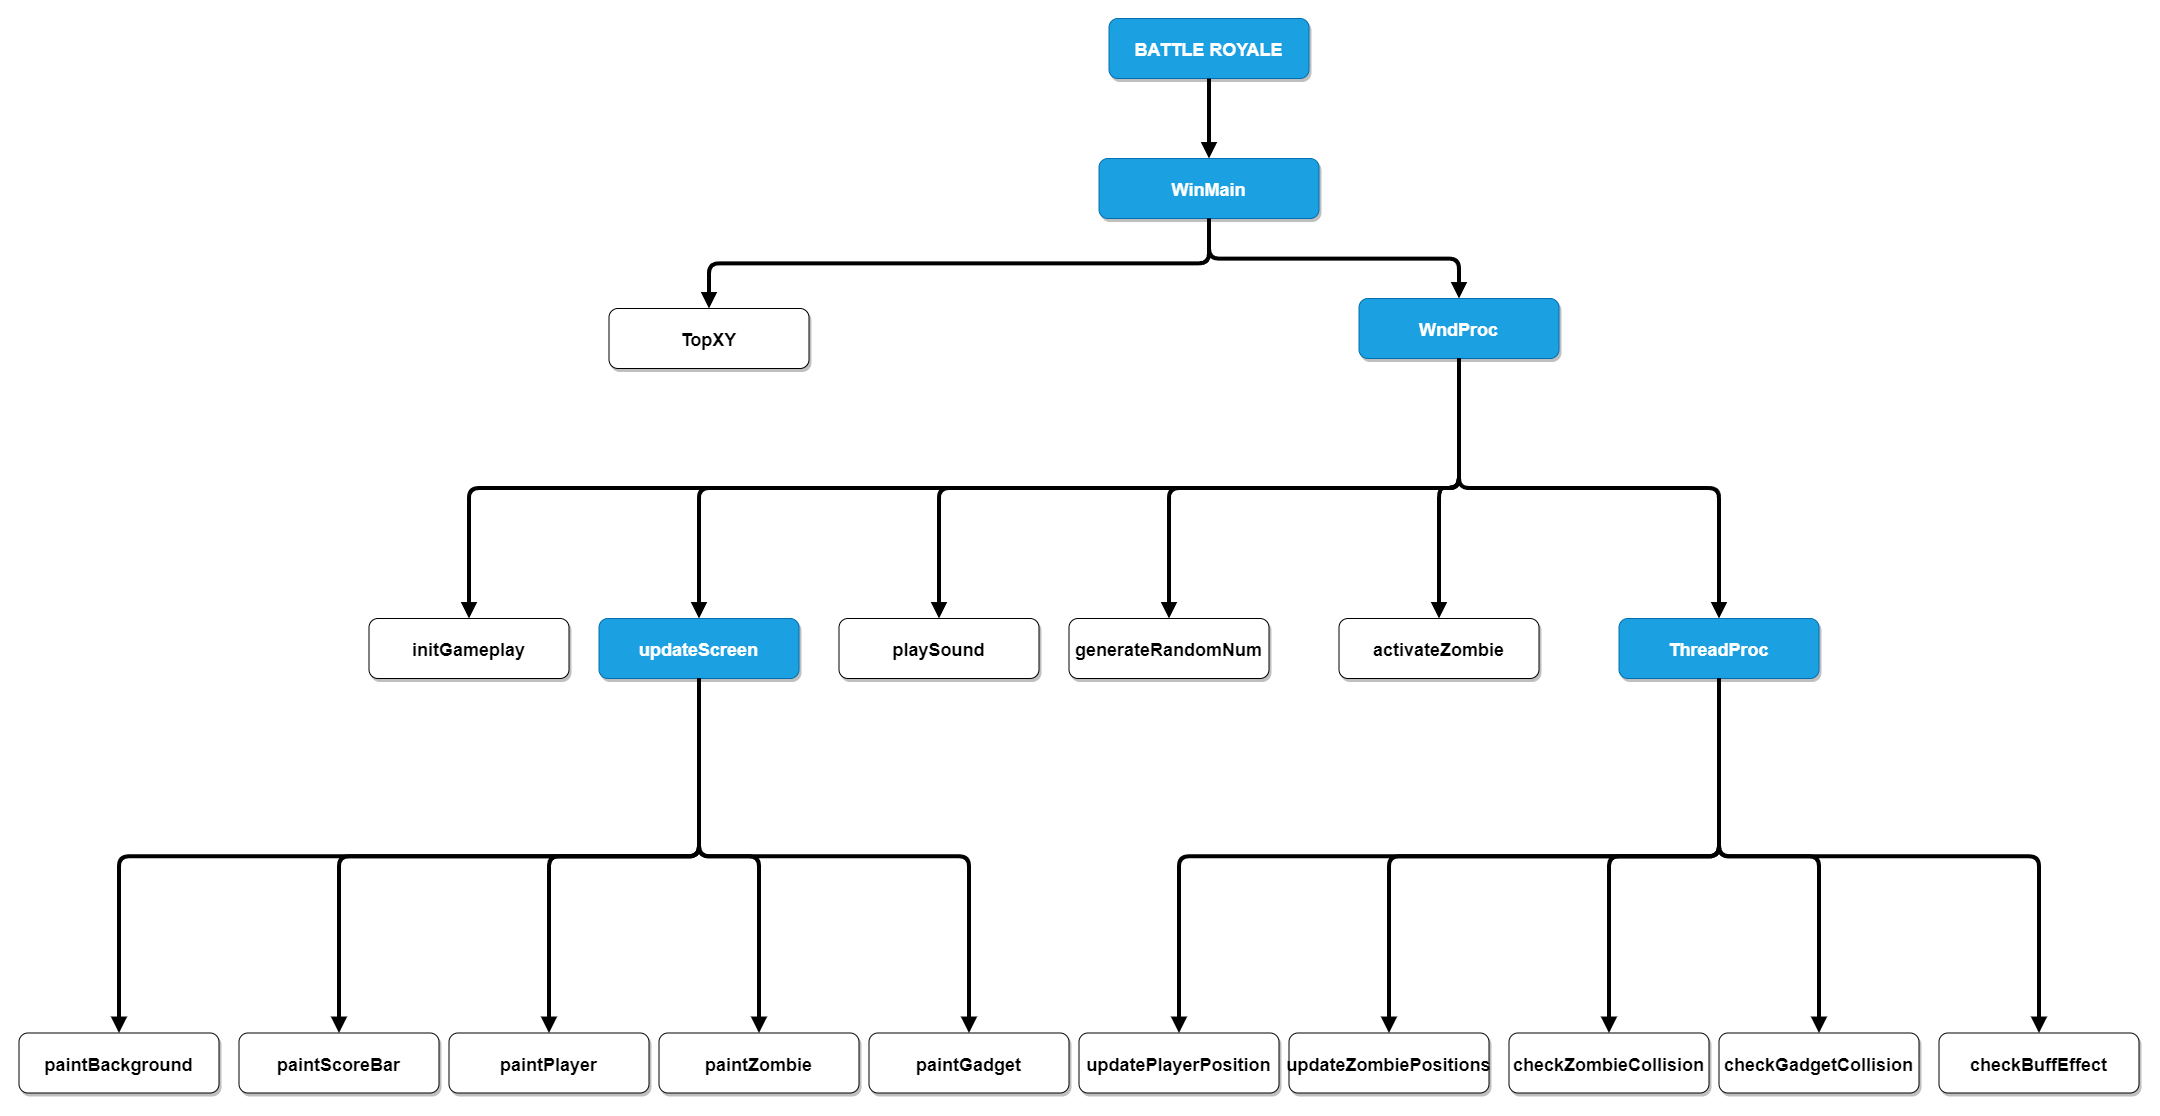 BATTLE ROYALE
WinMain
TopXY
WndProc
initGameplay
updateScreen
playSound
generateRandomNum
activateZombie
ThreadProc
paintBackground
paintScoreBar
paintPlayer
paintZombie
paintGadget
updatePlayerPosition
updateZombiePositions
checkZombieCollision
checkGadgetCollision
checkBuffEffect